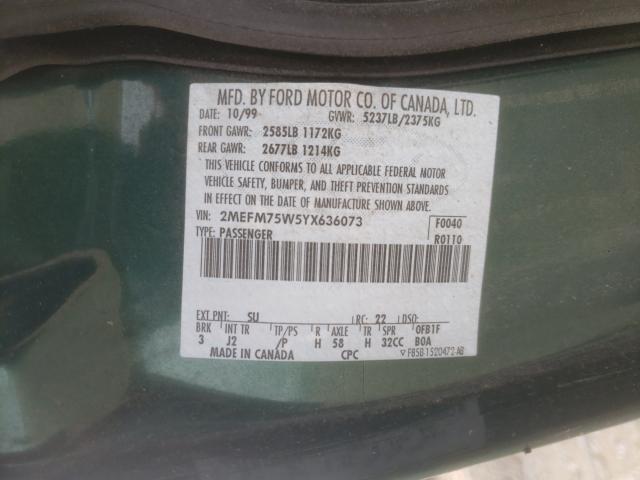 MFD. BY FORD MOTOR CO. OF CANADA, LTD.
DATE: 10/99 GVWR: 5237LB/2375KG
FRONT GAWR: 2585LB 1172KG
REAR GAWR: 2677LB 1214KG
THIS VEHICLE CONFORMS TO ALL APPLICABLE FEDERAL MOTOR
VEHICLE SAFETY, BUMPER, AND THEFT PREVENTION STANDARDS
IN EFFECT ON THE DATE OF MANUFACTURE SHOWN ABOVE
VIN: 2MEFM75W5YX636073 F0040
TYPE: PASSENGER R0110
EXT PNT: SU RC: 22 DSO:
BRK INT TR TP/PS R AXLE TR SPR 0FB1F
3 J2 /P H 58 H 32CC B0A
MADE IN CANADA CPC F85B-1520472-AB